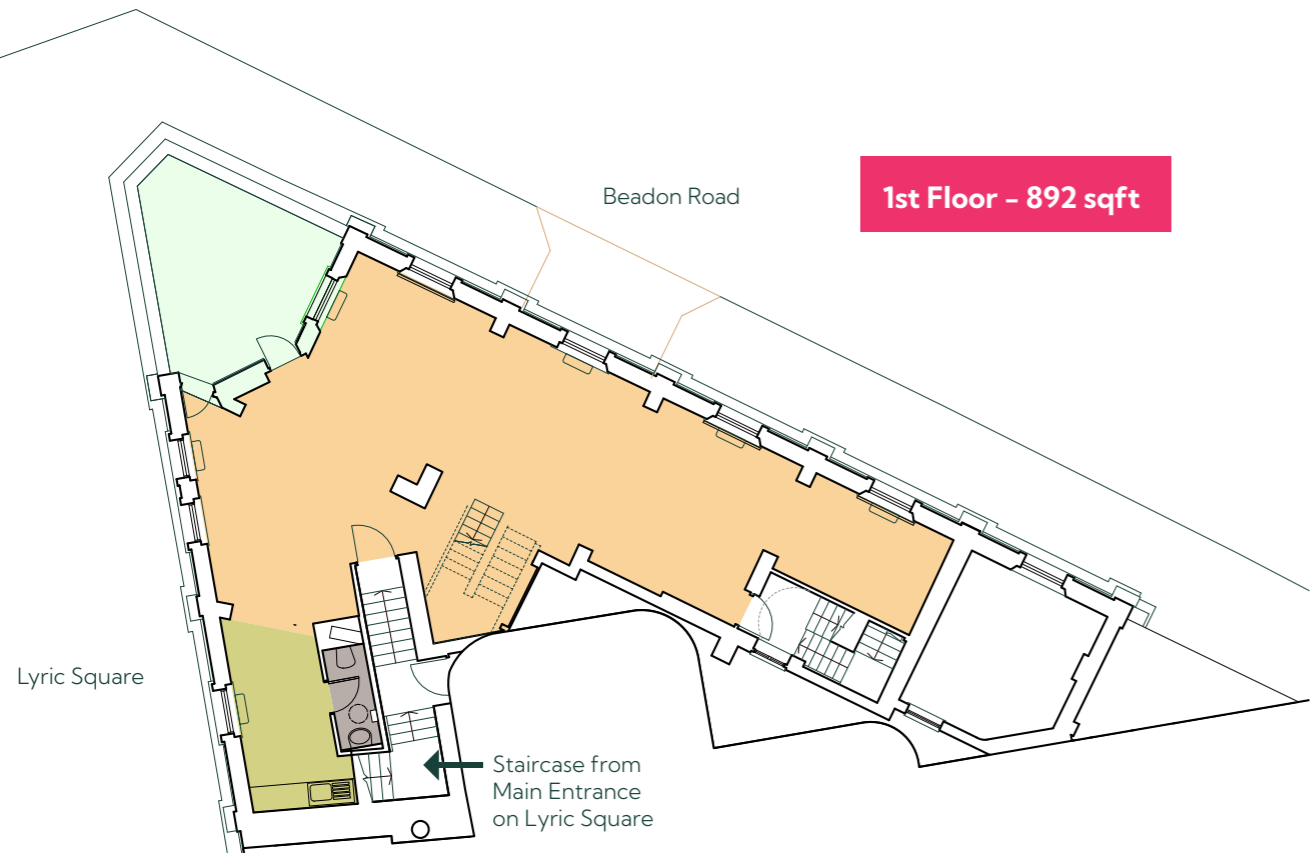 Beadon Road
1st Floor – 892 sqft
Lyric Square
Staircase from
Main Entrance
on Lyric Square